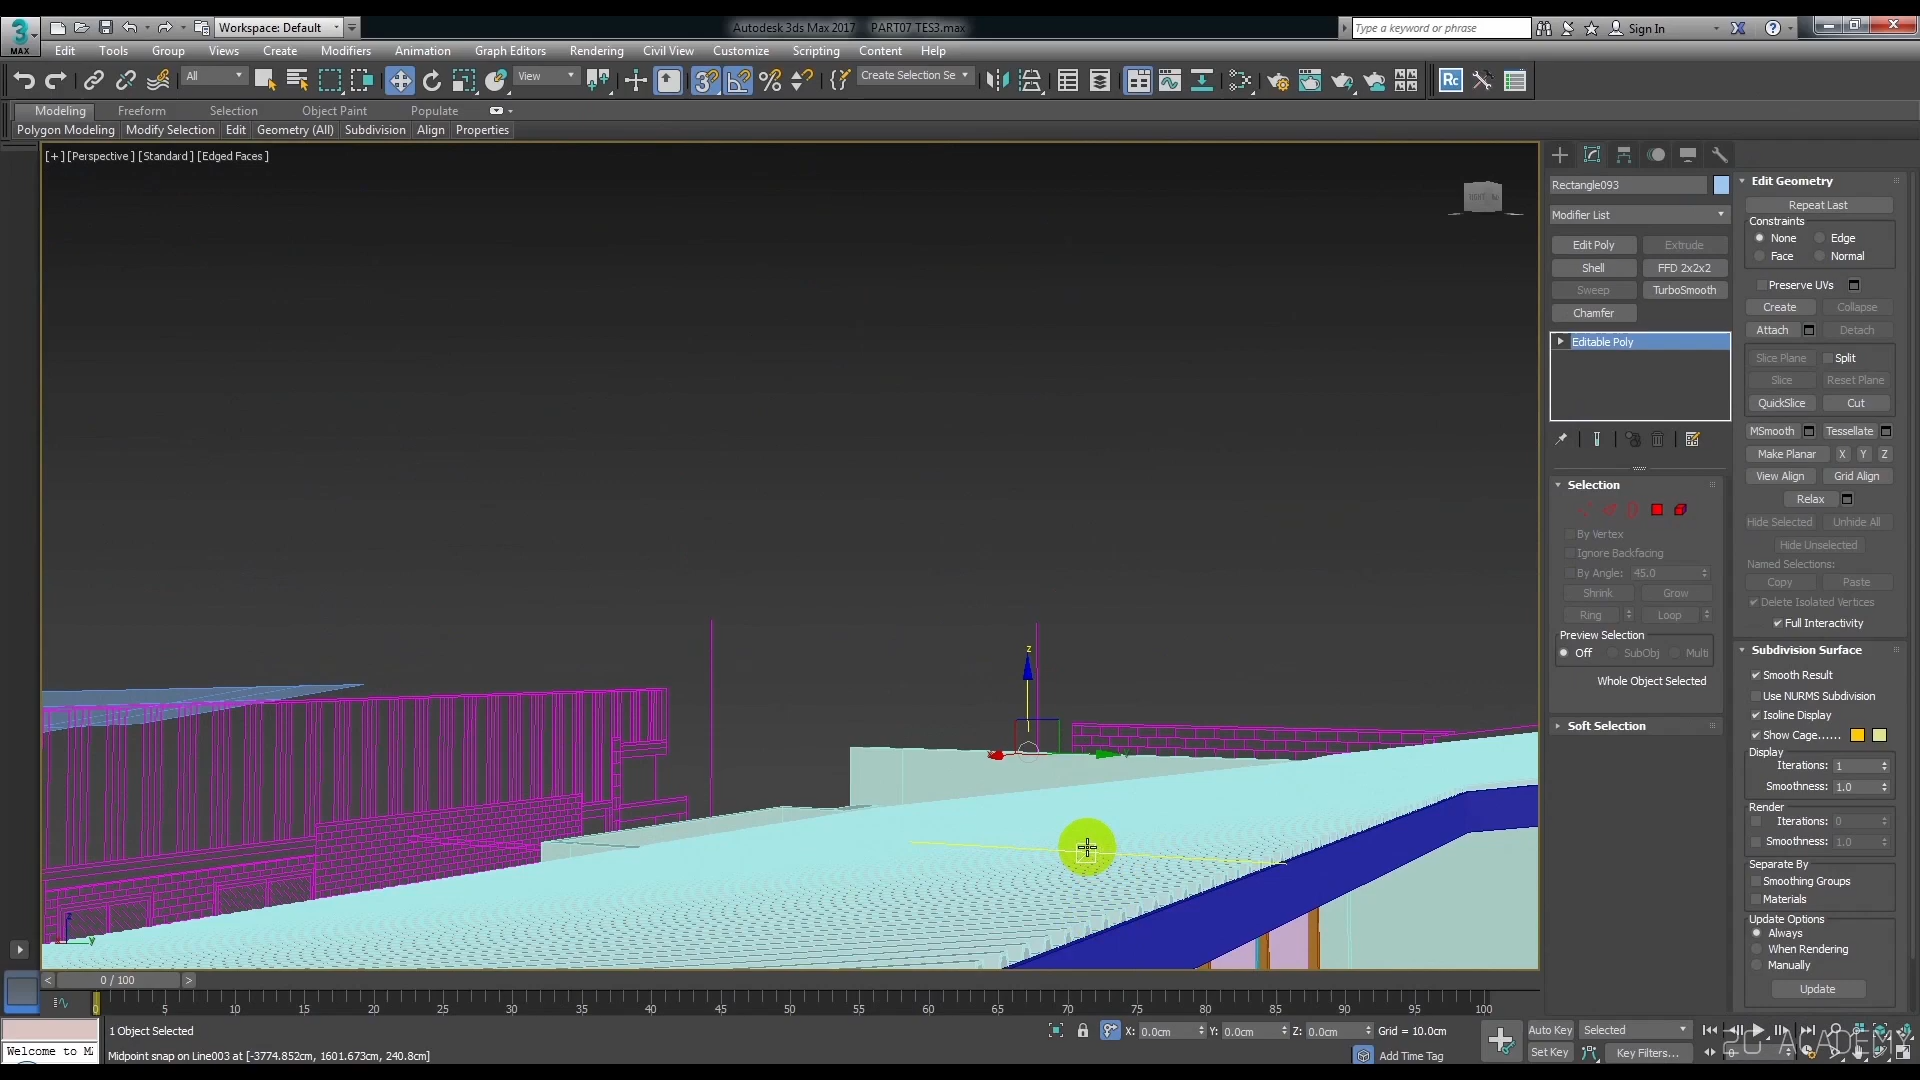 3 MAX
Workspace: Default
Autodesk 3ds Max 2017 PART07 TES3.max
Type a keyword or phrase
Sign In
Edit Tools Group Views Create Modifiers Animation Graph Editors Rendering Civil View Customize Scripting Content Help
All
View
Create Selection Se
Rc
Modeling Freeform Selection Object Paint Populate
Polygon Modeling Modify Selection Edit Geometry (All) Subdivision Align Properties
[+] [Perspective] [Standard] [Edged Faces]
RIGHT
Rectangle093
Modifier List
Edit Poly Extrude
Shell FFD 2x2x2
Sweep TurboSmooth
Chamfer
Editable Poly
Selection
By Vertex
Ignore Backfacing
By Angle: 45.0
Shrink Grow
Ring Loop
Preview Selection
Off SubObj Multi
Whole Object Selected
Soft Selection
Edit Geometry
Repeat Last
Constraints
None Edge
Face Normal
Preserve UVs
Create Collapse
Attach Detach
Slice Plane Split
Slice Reset Plane
QuickSlice Cut
MSmooth Tessellate
Make Planar X Y Z
View Align Grid Align
Relax
Hide Selected Unhide All
Hide Unselected
Named Selections:
Copy Paste
Delete Isolated Vertices
Full Interactivity
Subdivision Surface
Smooth Result
Use NURMS Subdivision
Isoline Display
Show Cage......
Display
Iterations: 1
Smoothness: 1.0
Render
Iterations: 0
Smoothness: 1.0
Separate By
Smoothing Groups
Materials
Update Options
Always
When Rendering
Manually
Update
z
z
y
< 0 / 100 >
0 5 10 15 20 25 30 35 40 45 50 55 60 65 70 75 80 85 90 95 100
1 Object Selected
X: 0.0cm Y: 0.0cm Z: 0.0cm Grid = 10.0cm
Auto Key Selected
Welcome to M
Midpoint snap on Line003 at [-3774.852cm, 1601.673cm, 240.8cm]
Add Time Tag
Set Key Key Filters...
0
2G ACADEMY